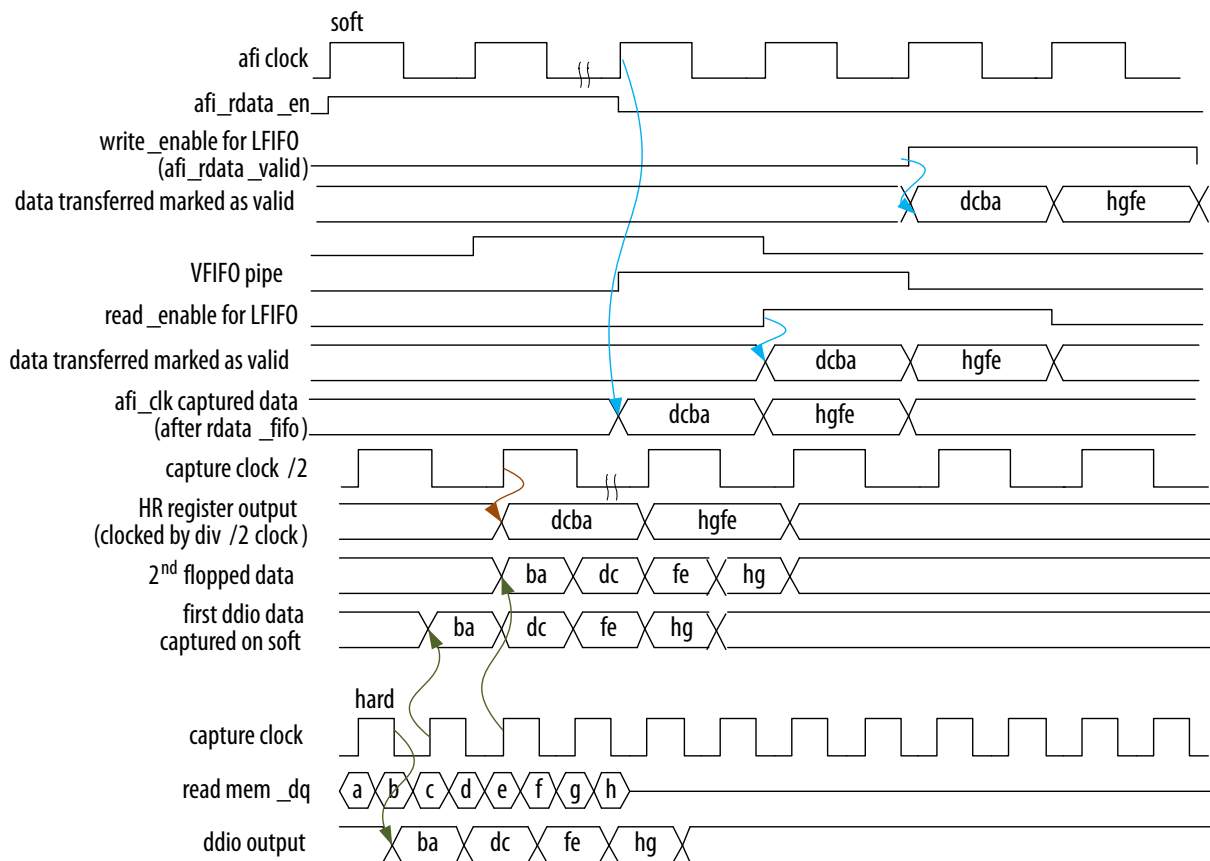 soft
afi clock
afi_rdata _en
write _enable for LFIFO
(afi_rdata _valid)
data transferred marked as valid
dcba hgfe
VFIFO pipe
read _enable for LFIFO
data transferred marked as valid
dcba hgfe
afi_clk captured data
(after rdata _fifo)
dcba hgfe
capture clock /2
HR register output
(clocked by div /2 clock )
dcba hgfe
2nd flopped data
ba dc fe hg
first ddio data
captured on soft
ba dc fe hg
hard
capture clock
read mem _dq
a b c d e f g h
ddio output
ba dc fe hg